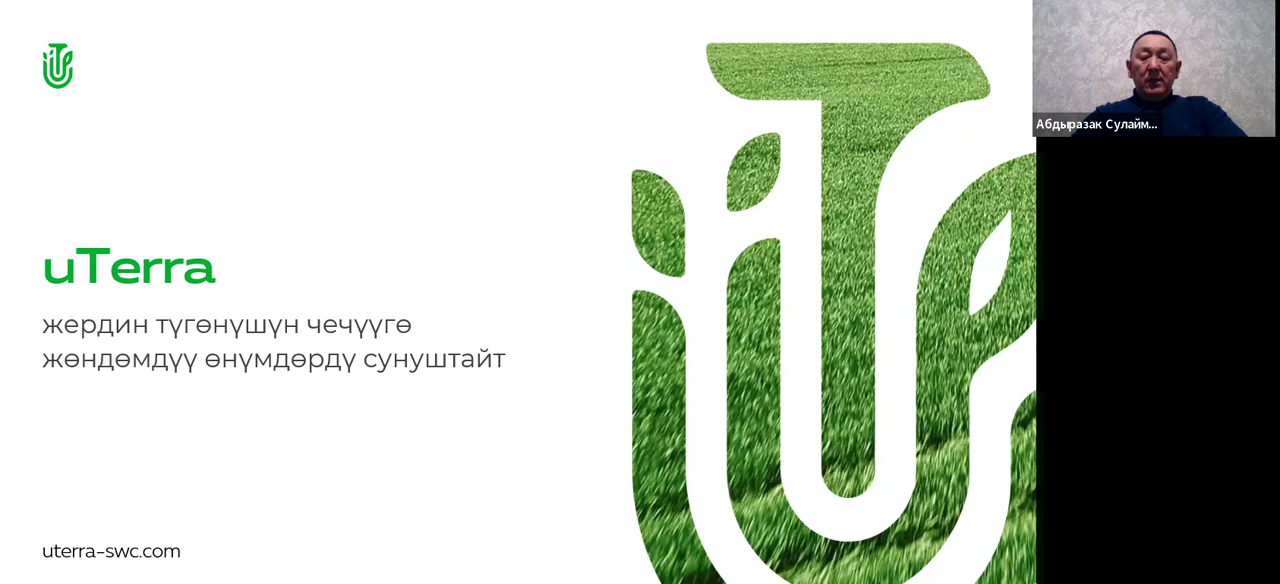 uTerra
жердин түгөнүшүн чечүүгө
жөндөмдүү өнүмдөрдү сунуштайт
uterra-swc.com
Абдыразак Сулайм...